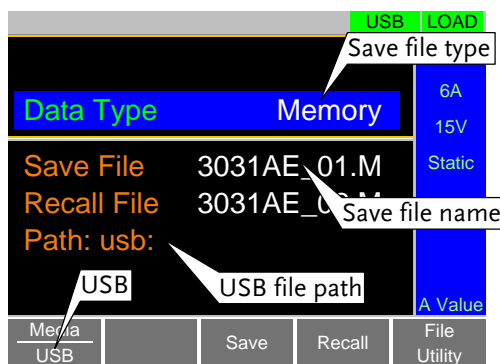 USB LOAD
Save file type
Data Type Memory
6A
15V
Save File 3031AE_01.M
Static
Recall File
Save file name
Path: usb:
USB
USB file path
A Value
Media
USB
Save
Recall
File
Utility